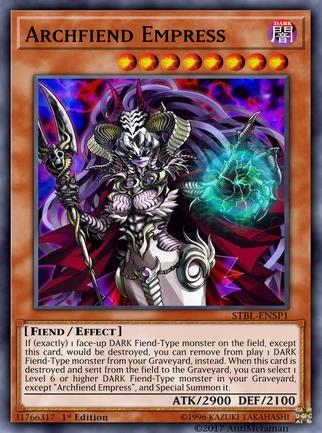 Archfiend Empress
DARK
闇
STBL-ENSP1
[Fiend / Effect]
If (exactly) 1 face-up DARK Fiend-Type monster on the field, except
this card, would be destroyed, you can remove from play 1 DARK
Fiend-Type monster from your Graveyard, instead. When this card is
destroyed and sent from the field to the Graveyard, you can select 1
Level 6 or higher DARK Fiend-Type monster in your Graveyard,
except "Archfiend Empress", and Special Summon it.
ATK/2900 DEF/2100
31766317 1st Edition ©1996 KAZUKI TAKAHASHI
©2017 AntiMetaman